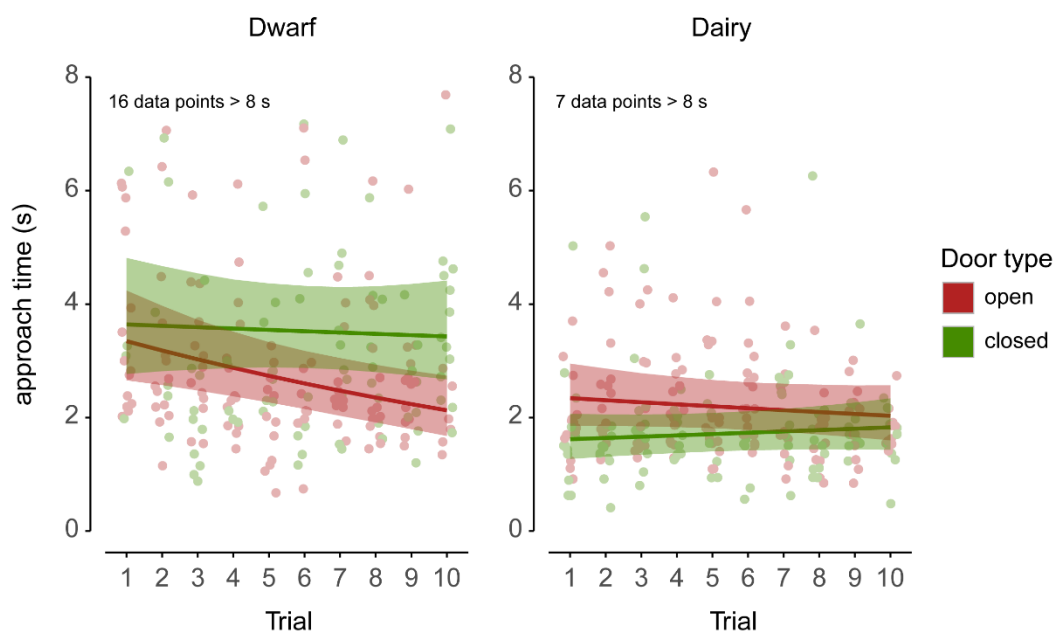 Dwarf
Dairy
8
16 data points > 8 s
6
4
2
0
approach time (s)
1 2 3 4 5 6 7 8 9 10
Trial
8
7 data points > 8 s
6
4
2
0
1 2 3 4 5 6 7 8 9 10
Trial
Door type
open
closed